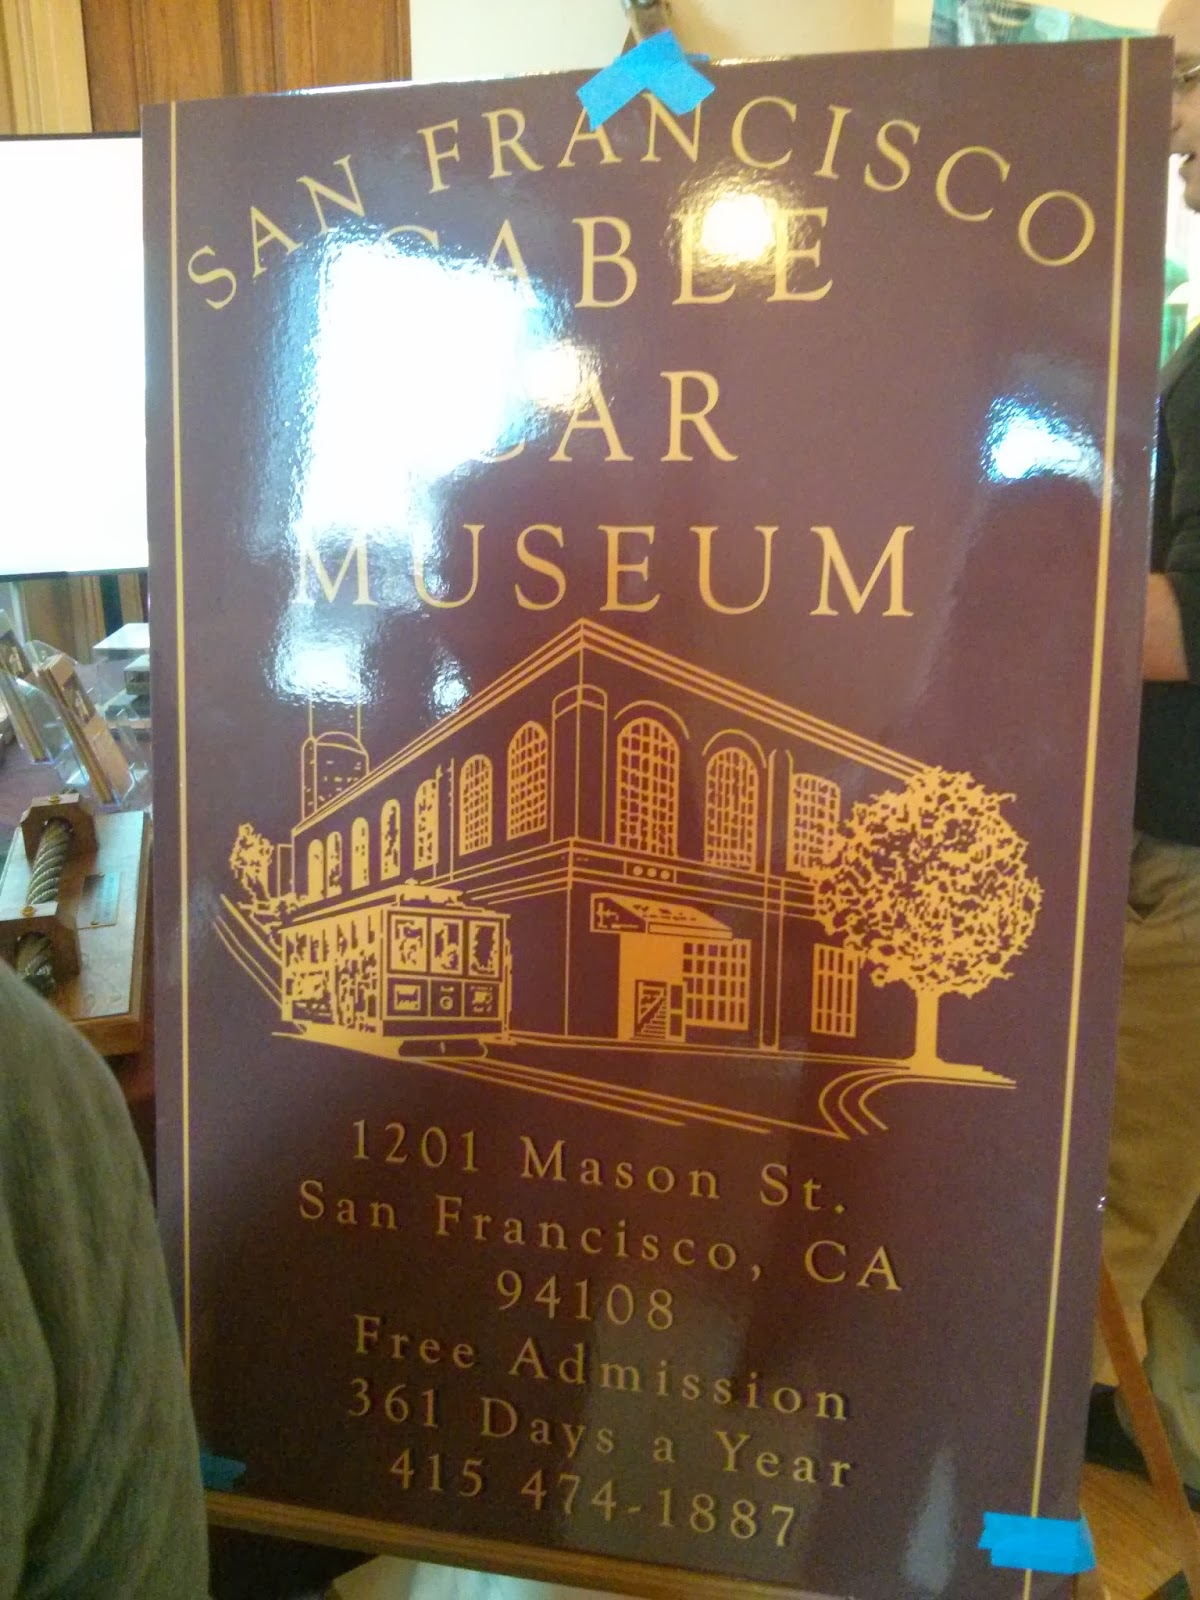 SAN FRANCISCO
CABLE
CAR
MUSEUM
1201 Mason St.
San Francisco, CA
94108
Free Admission
361 Days a Year
415 474-1887